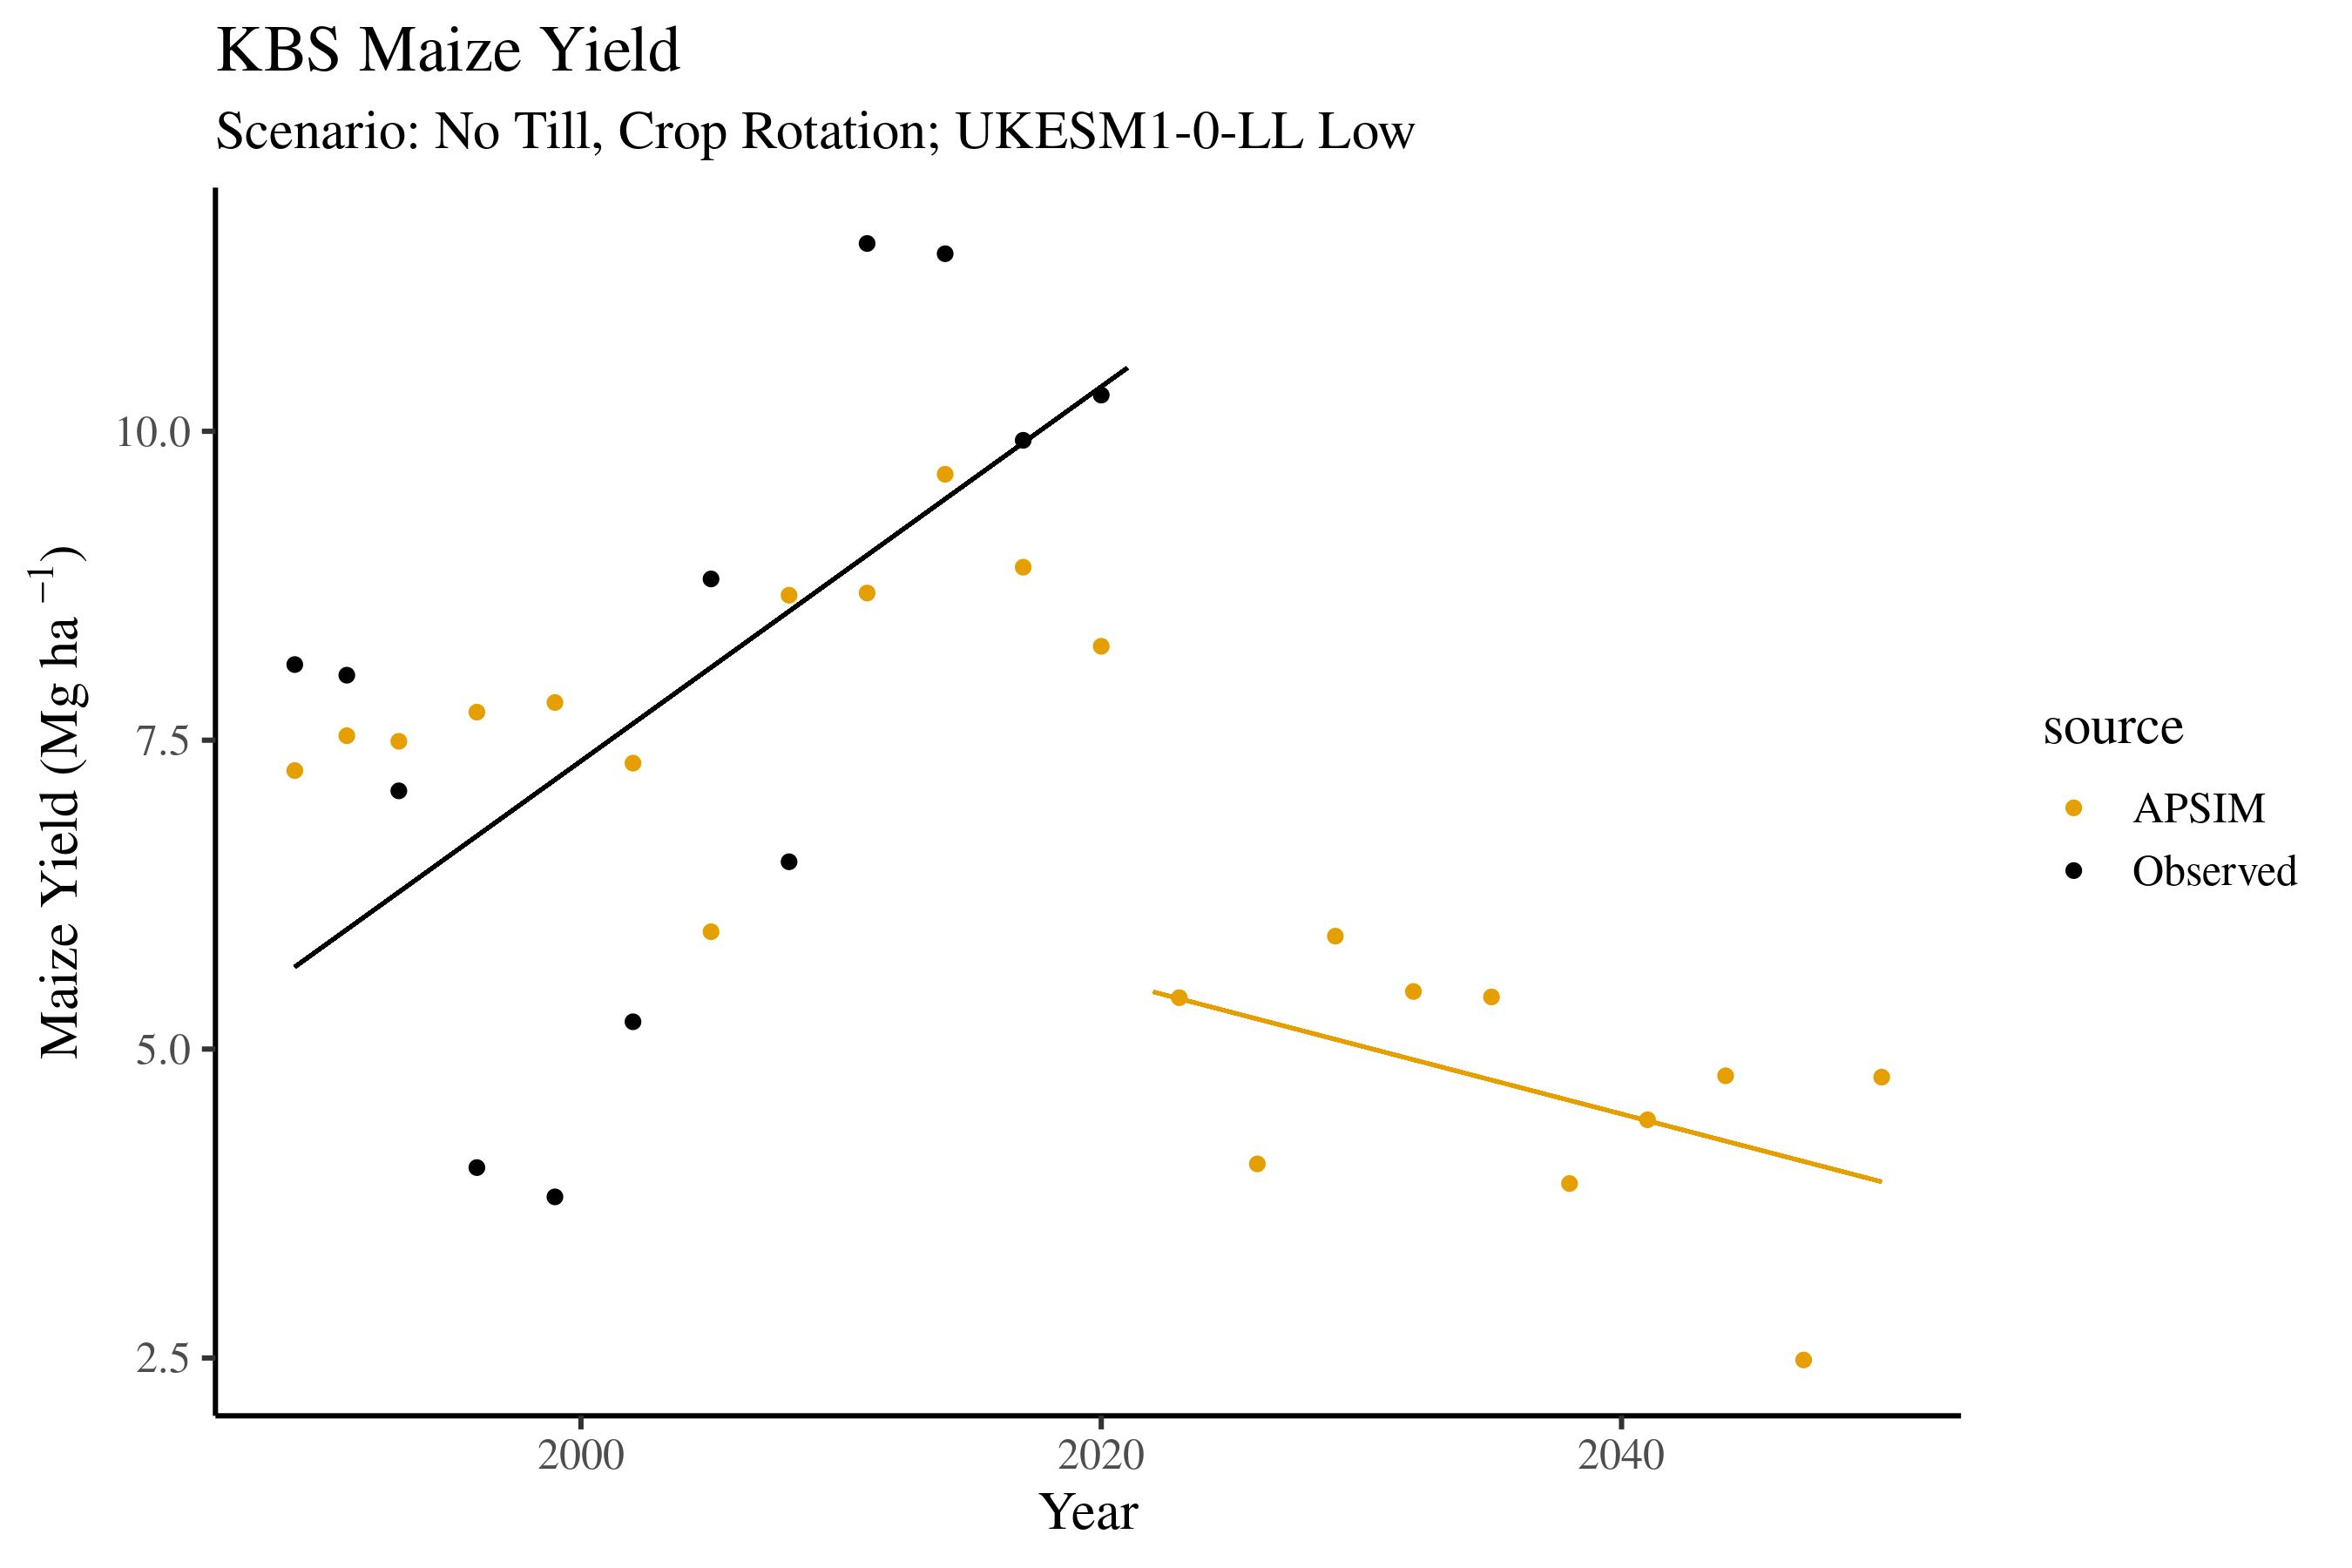 KBS Maize Yield
Scenario: No Till, Crop Rotation; UKESM1-0-LL Low
Maize Yield (Mg ha −1)
10.0
7.5
5.0
2.5
2000
2020
2040
Year
source
APSIM
Observed